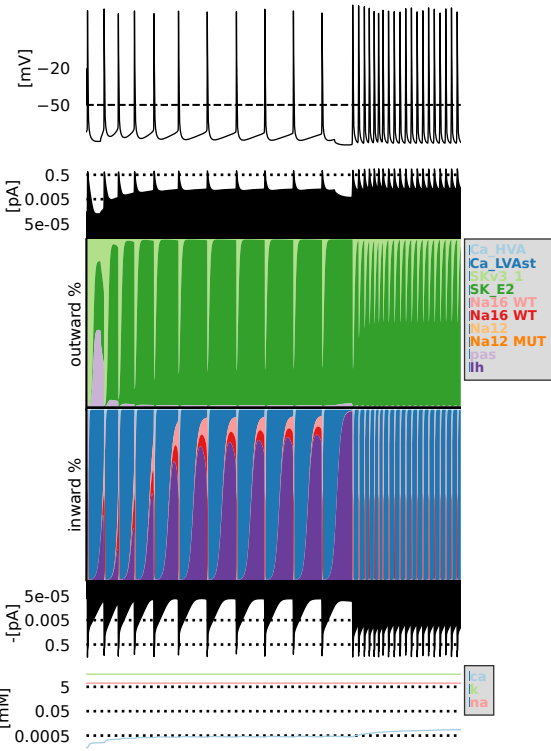 [mV]
−20
−50
[pA]
0.5
0.005
5e-05
outward %
Ca_HVA
Ca_LVAst
SKv3_1
SK_E2
Na16 WT
Na16 WT
Na12
Na12 MUT
pas
Ih
inward %
-[pA]
5e-05
0.005
0.5
[mM]
5
0.05
0.0005
ca
k
na